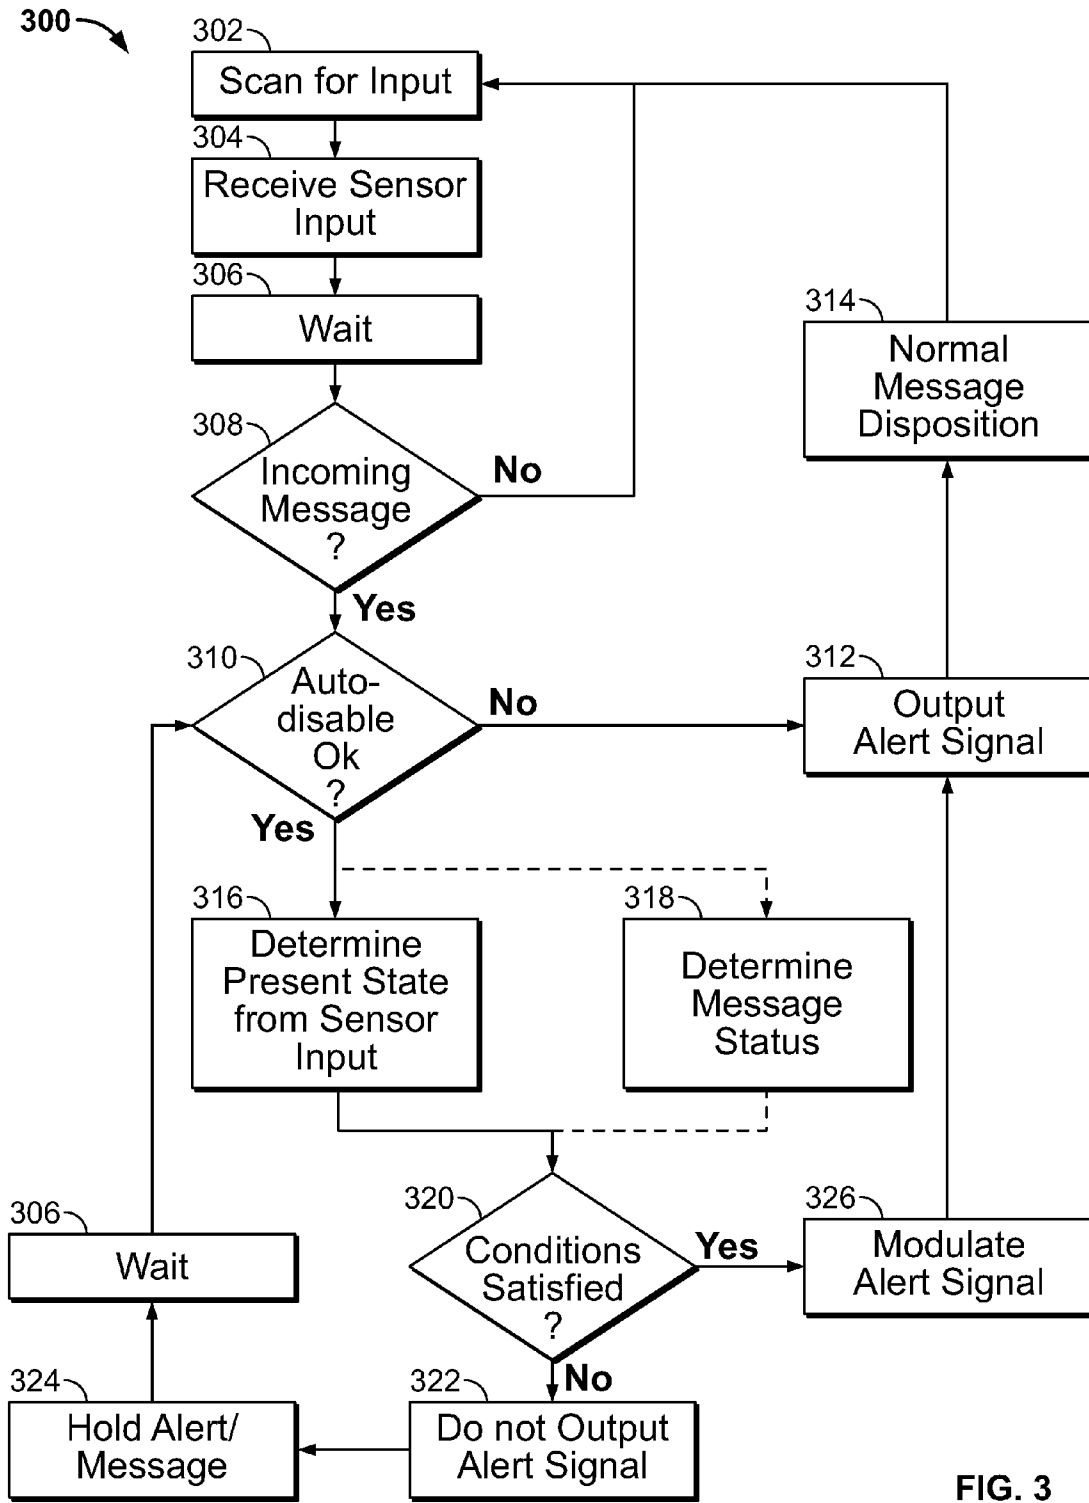 300
302
Scan for Input
304
Receive Sensor
Input
306
Wait
308
Incoming
Message
?
No
Yes
310
Auto-
disable
Ok
?
No
Yes
312
Output
Alert Signal
314
Normal
Message
Disposition
316
Determine
Present State
from Sensor
Input
318
Determine
Message
Status
320
Conditions
Satisfied
?
Yes
No
326
Modulate
Alert Signal
322
Do not Output
Alert Signal
324
Hold Alert/
Message
306
Wait
FIG. 3